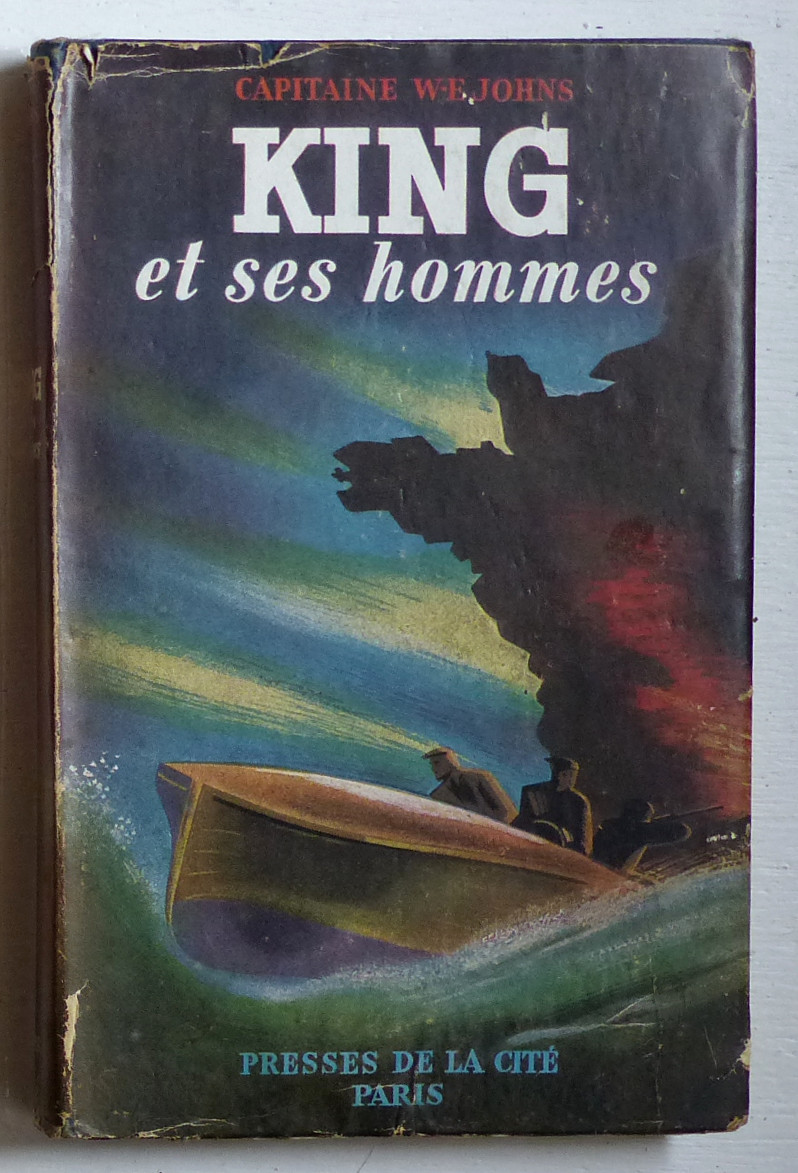 CAPITAINE W.E.JOHNS
KING
et ses hommes
PRESSES DE LA CITÉ
PARIS